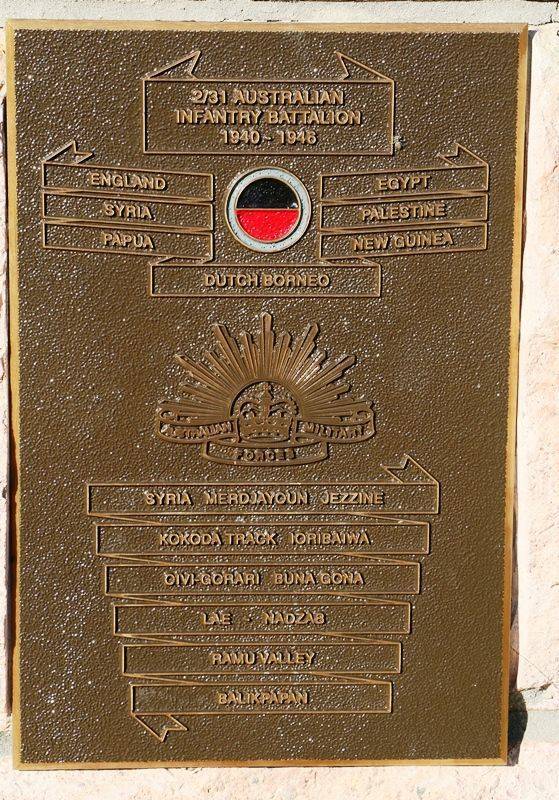 2/31 AUSTRALIAN
INFANTRY BATTALION
1940 - 1946
ENGLAND
EGYPT
SYRIA
PALESTINE
PAPUA
NEW GUINEA
DUTCH BORNEO
AUSTRALIAN MILITARY
FORCES
SYRIA MERDJAYOUN JEZZINE
KOKODA TRACK IORIBAIWA
OIVI-GORARI BUNA GONA
LAE - NADZAB
RAMU VALLEY
BALIKPAPAN